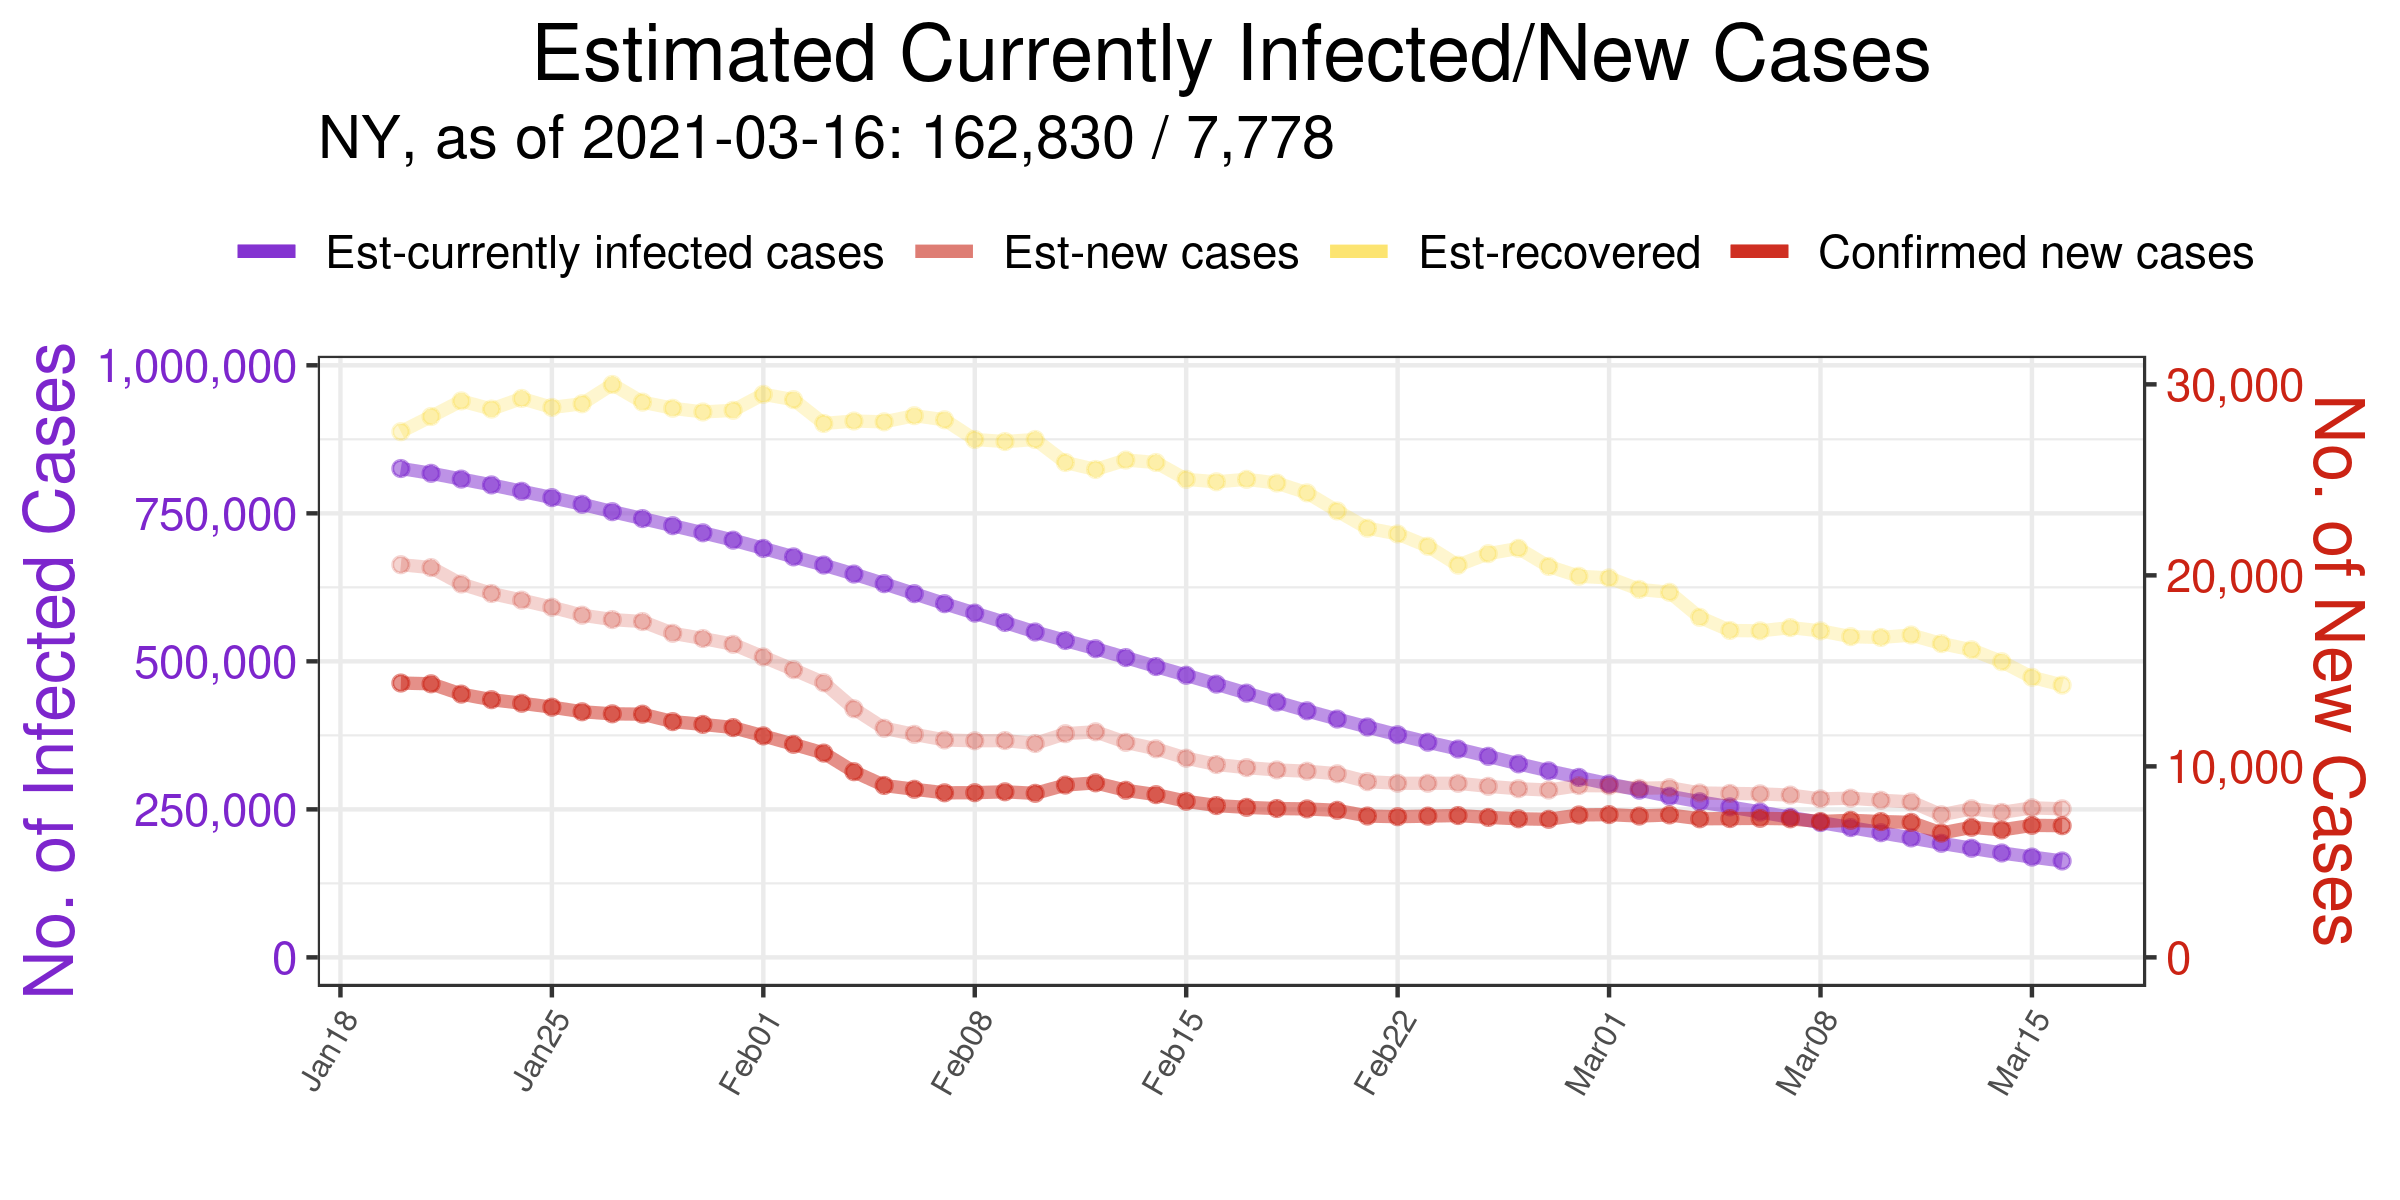 Estimated Currently Infected/New Cases
NY, as of 2021-03-16: 162,830 / 7,778
Est-currently infected cases Est-new cases Est-recovered Confirmed new cases
No. of Infected Cases
1,000,000
750,000
500,000
250,000
0
30,000
20,000
10,000
0
No. of New Cases
Jan18 Jan25 Feb01 Feb08 Feb15 Feb22 Mar01 Mar08 Mar15